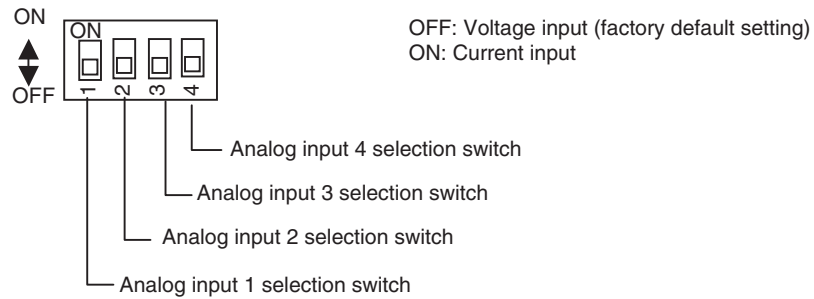 ON
ON
OFF
1 2 3 4
OFF: Voltage input (factory default setting)
ON: Current input
Analog input 4 selection switch
Analog input 3 selection switch
Analog input 2 selection switch
Analog input 1 selection switch